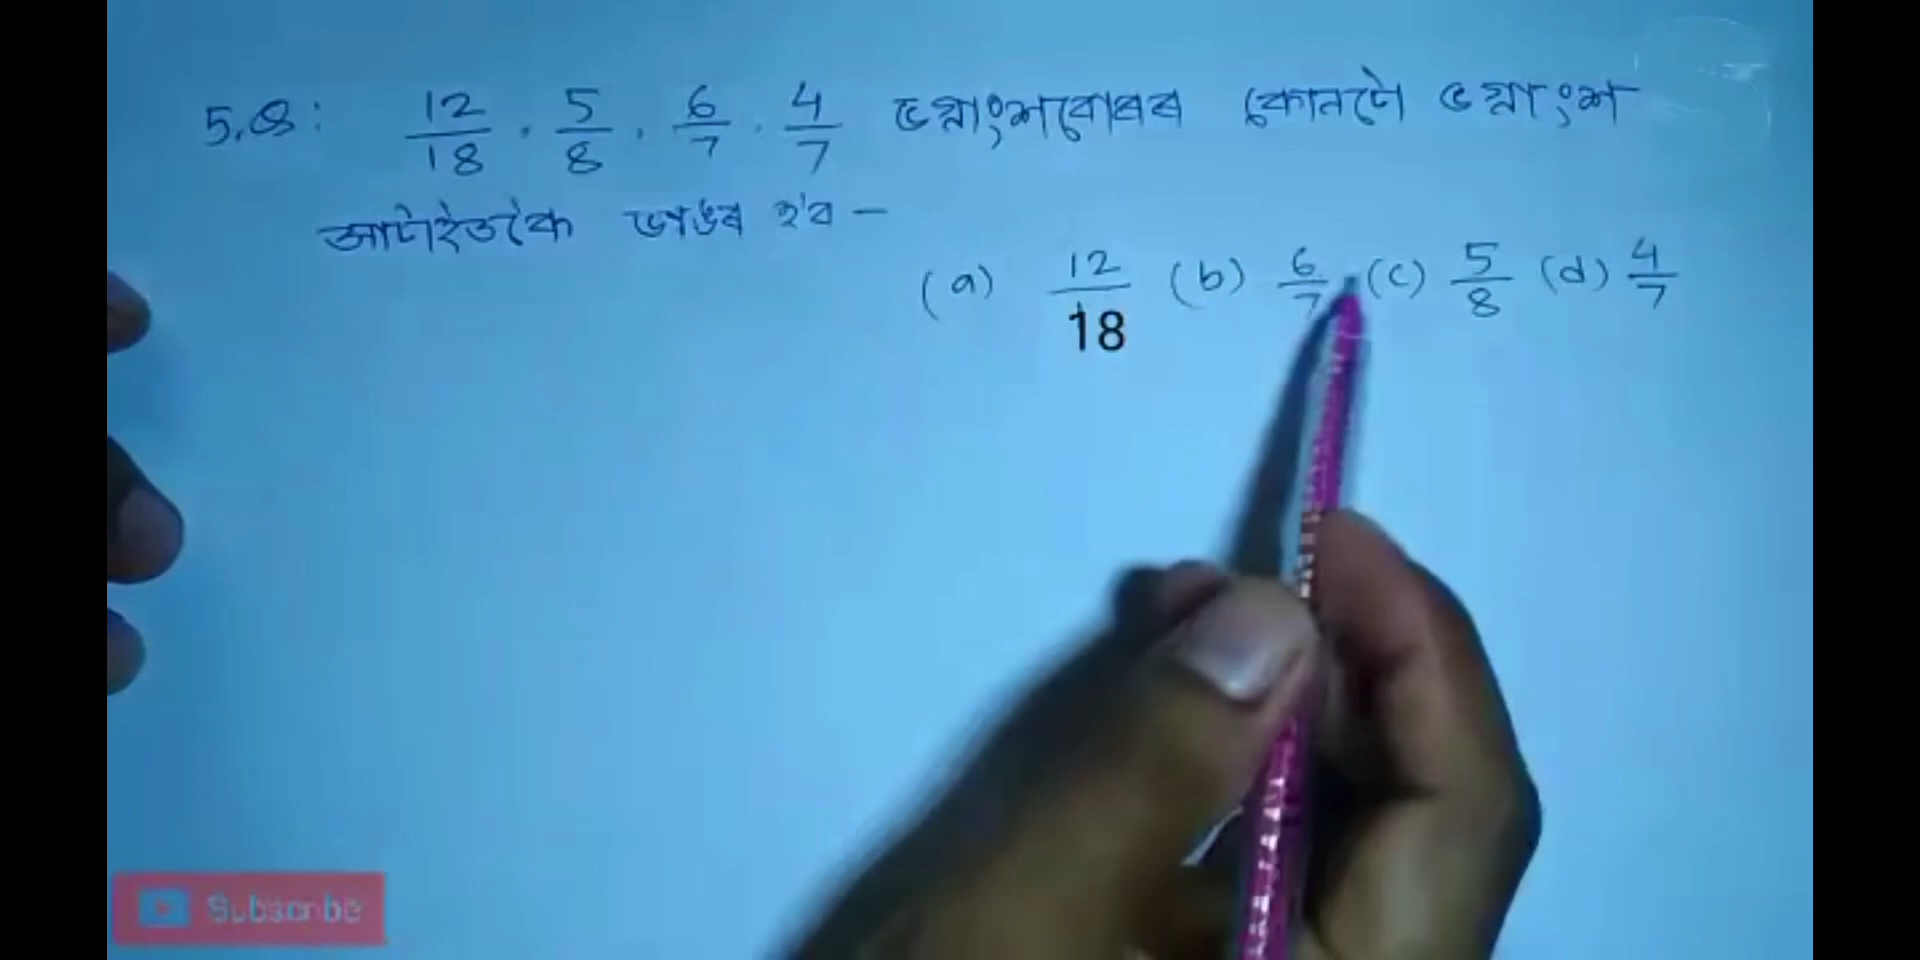 5.Q: 12/18 . 5/8 . 6/7 . 4/7 ভগ্নাংশবোৰৰ কোনটো ভগ্নাংশ
আটাইতকৈ ডাঙৰ হ'ব —
(a) 12/18 (b) 6/7 (c) 5/8 (d) 4/7
Subscribe